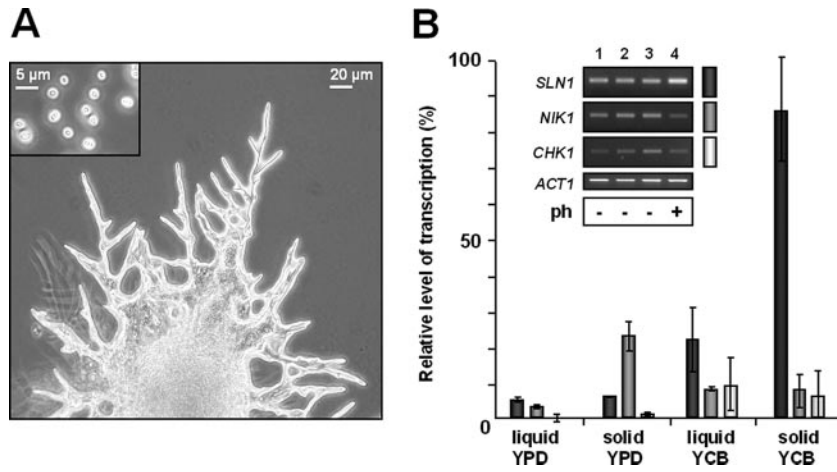 A
5 µm
20 µm
B
Relative level of transcription (%)
100
50
0
1 2 3 4
SLN1
NIK1
CHK1
ACT1
ph - - - +
liquid YPD
solid YPD
liquid YCB
solid YCB